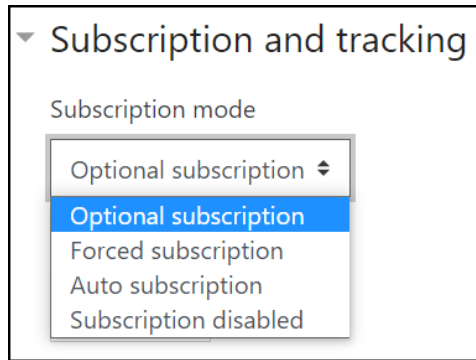 Subscription and tracking
Subscription mode
Optional subscription
Optional subscription
Forced subscription
Auto subscription
Subscription disabled